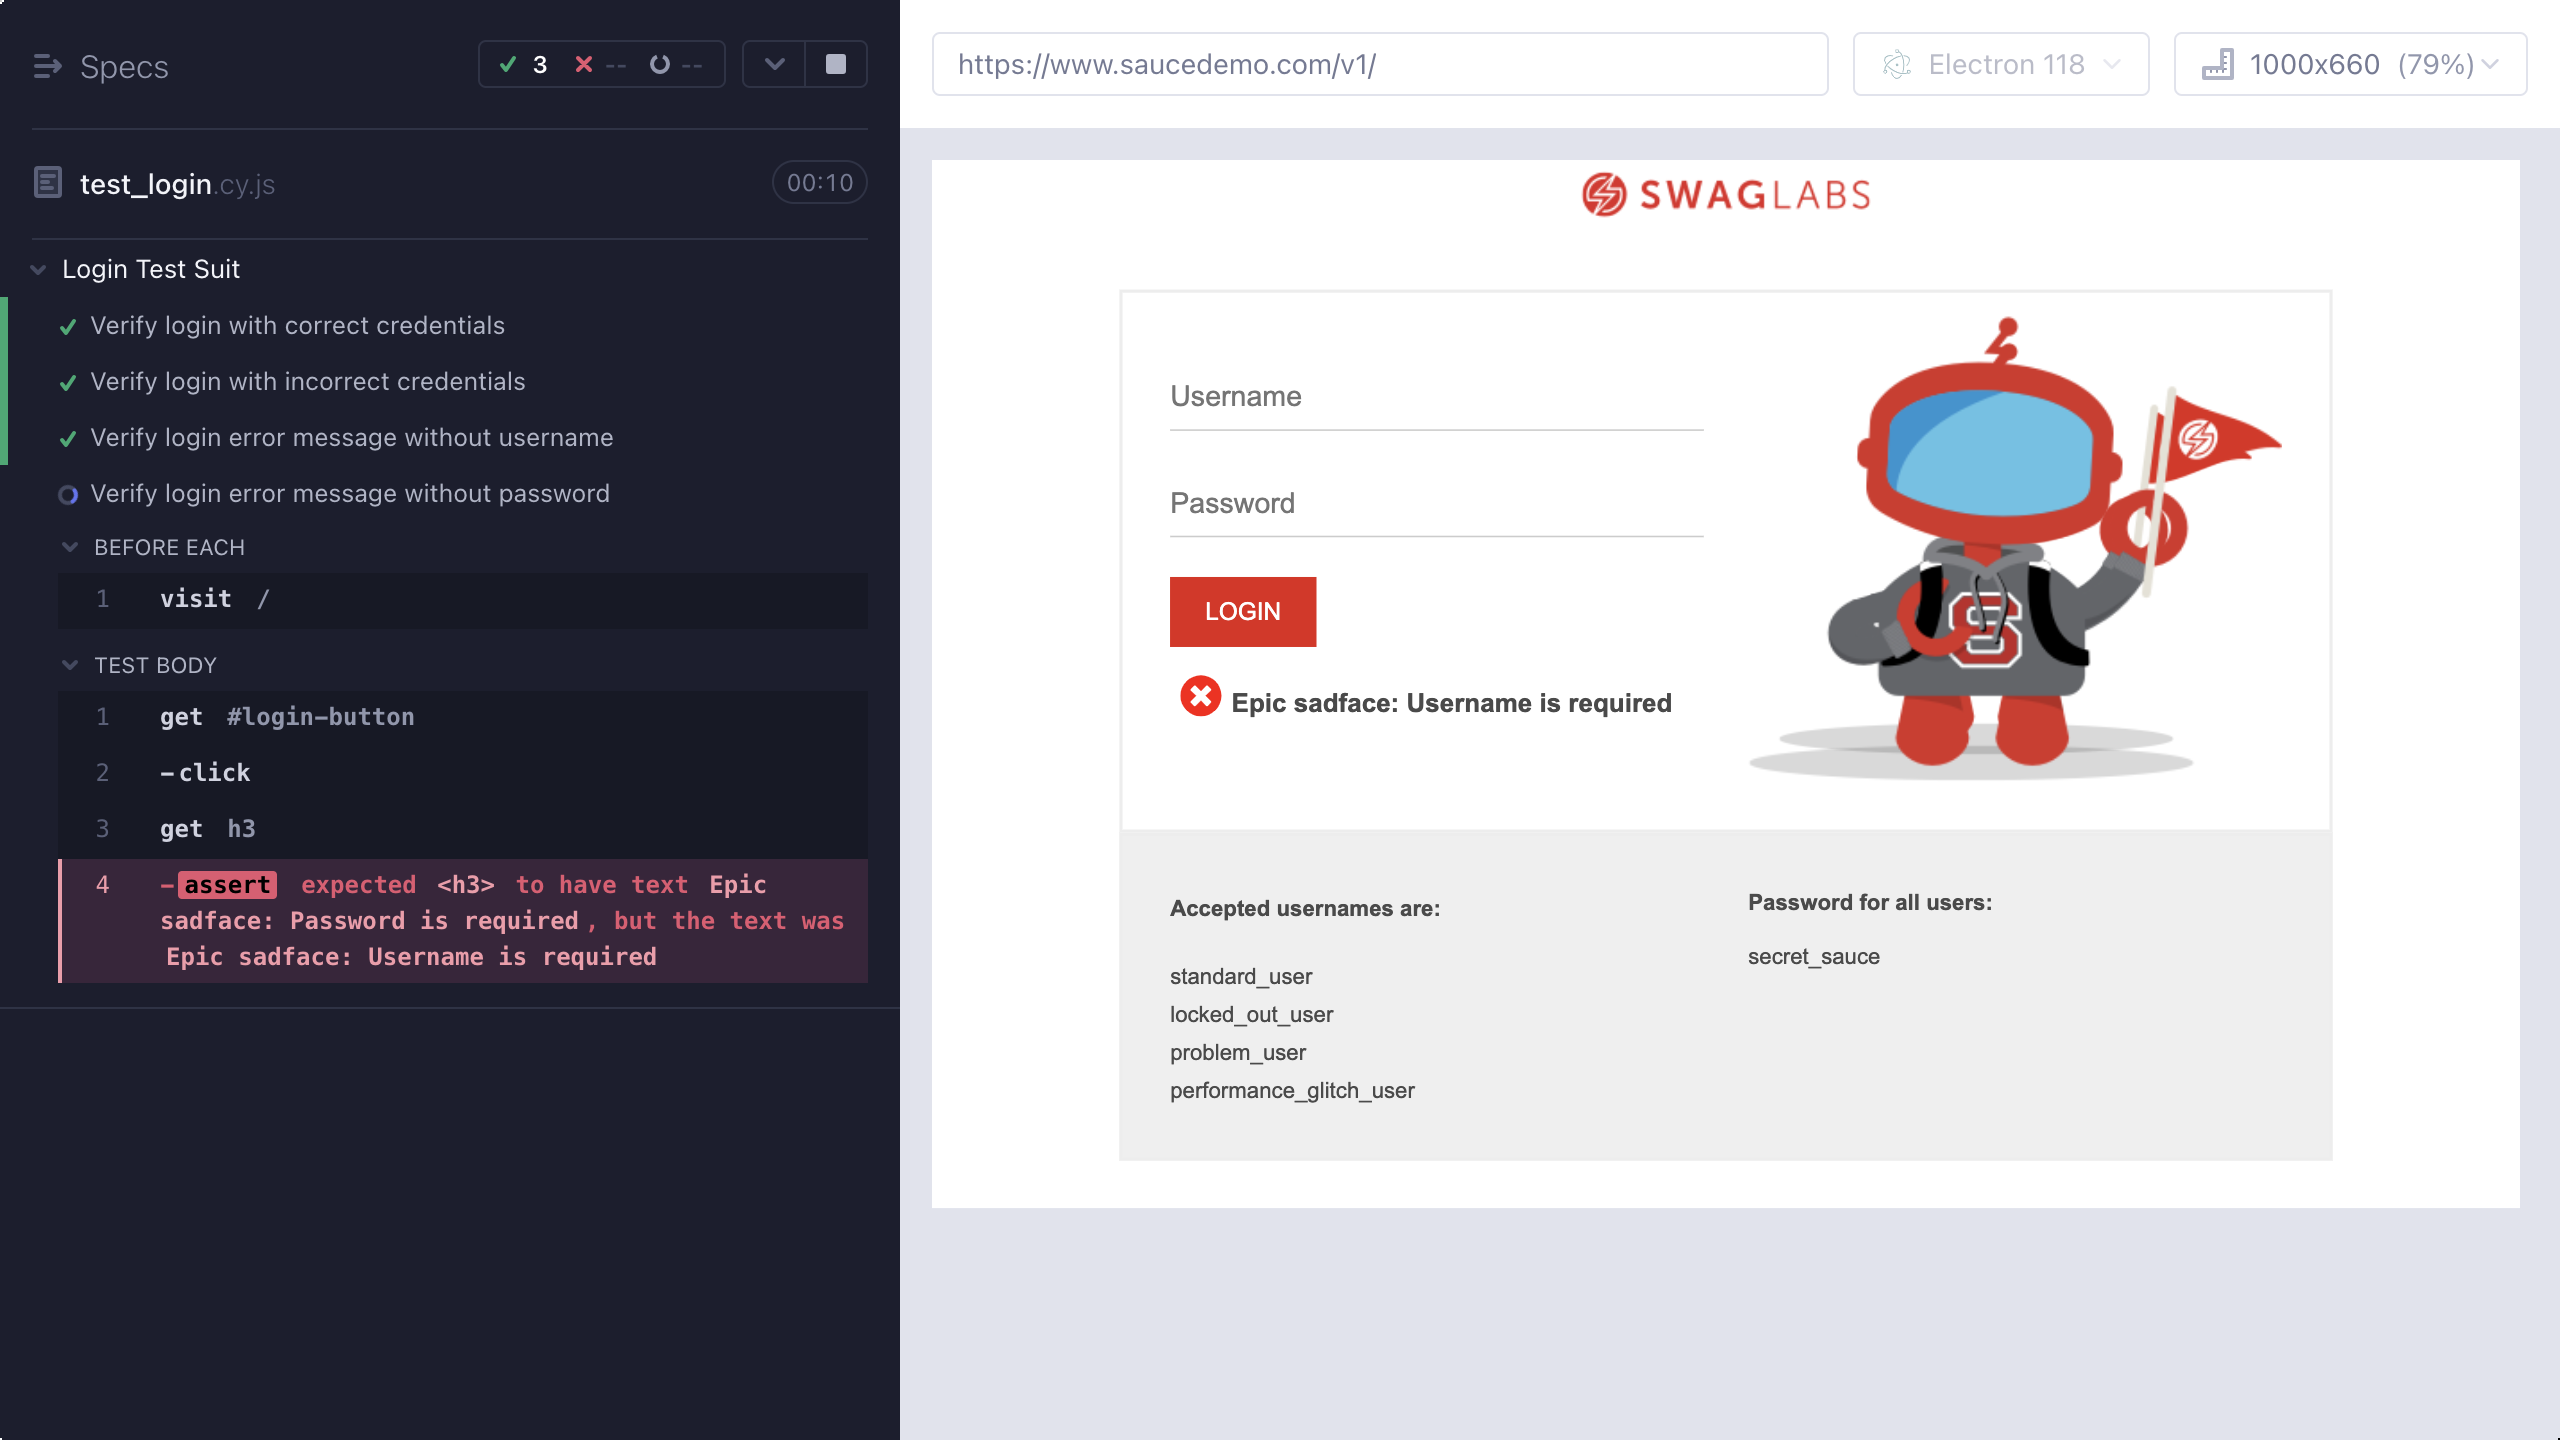 Specs
3 -- --
test_login.cy.js 00:10
Login Test Suit
Verify login with correct credentials
Verify login with incorrect credentials
Verify login error message without username
Verify login error message without password
BEFORE EACH
1 visit /
TEST BODY
1 get #login-button
2 -click
3 get h3
4 -assert expected <h3> to have text Epic
sadface: Password is required, but the text was
Epic sadface: Username is required
https://www.saucedemo.com/v1/
Electron 118
1000x660 (79%)
SWAGLABS
Username
Password
LOGIN
Epic sadface: Username is required
S
Accepted usernames are:
standard_user
locked_out_user
problem_user
performance_glitch_user
Password for all users:
secret_sauce